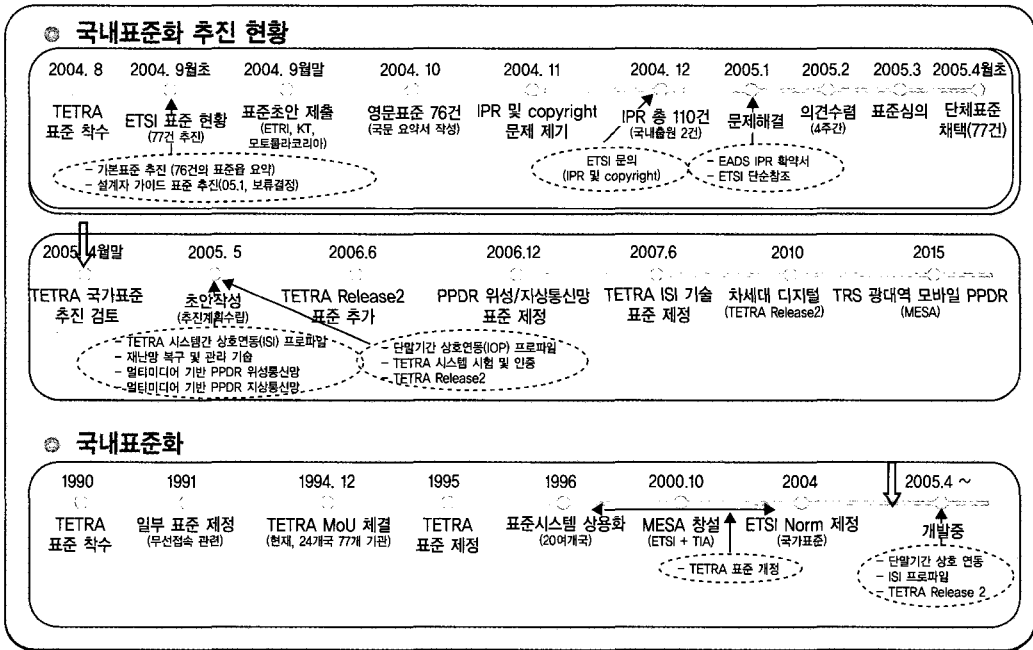 국내표준화 추진 현황
2004. 8 2004. 9월초 2004. 9월말 2004. 10 2004. 11 2004. 12 2005.1 2005.2 2005.3 2005.4월초
TETRA
표준 착수
ETSI 표준 현황
(77건 추진)
표준초안 제출
(ETRI, KT,
모토롤라코리아)
영문표준 76건
(국문 요약서 작성)
IPR 및 copyright
문제 제기
IPR 총 110건
(국내출원 2건)
문제해결
의견수렴
(4주간)
표준심의
단체표준
채택(77건)
- 기본표준 추진 (76건의 표준읍 요약)
- 설계자 가이드 표준 추진(05.1, 보류결정)
ETSI 문의
(IPR 및 copyright)
- EADS IPR 확약서
- ETSI 단순창조
2005. 4월말 2005. 5 2006.6 2006.12 2007.6 2010 2015
TETRA 국가표준
추진 검토
초안작성
(추진계획수립)
TETRA Release2
표준 추가
PPDR 위성/지상통신망
표준 제정
TETRA ISI 기술
표준 제정
차세대 디지털
(TETRA Release2)
TRS 광대역 모바일 PPDR
(MESA)
- TETRA 시스템간 상호연동(ISI) 프로파일
- 재난망 복구 및 관리 기술
- 멀티미디어 기반 PPDR 위성통신망
- 멀티미디어 기반 PPDR 지상통신망
- 단말기간 상호연동(IOP) 프로파일
- TETRA 시스템 시험 및 인증
- TETRA Release2
국내표준화
1990 1991 1994.12 1995 1996 2000.10 2004 2005.4 ~
TETRA
표준 착수
일부 표준 제정
(무선접속 관련)
TETRA MoU 체결
(현재, 24개국 77개 기관)
TETRA
표준 제정
표준시스템 상용화
(20여개국)
MESA 창설
(ETSI + TIA)
ETSI Norm 제정
(국가표준)
개발중
- TETRA 표준 개정
- 단말기간 상호 연동
- ISI 프로파일
- TETRA Release 2